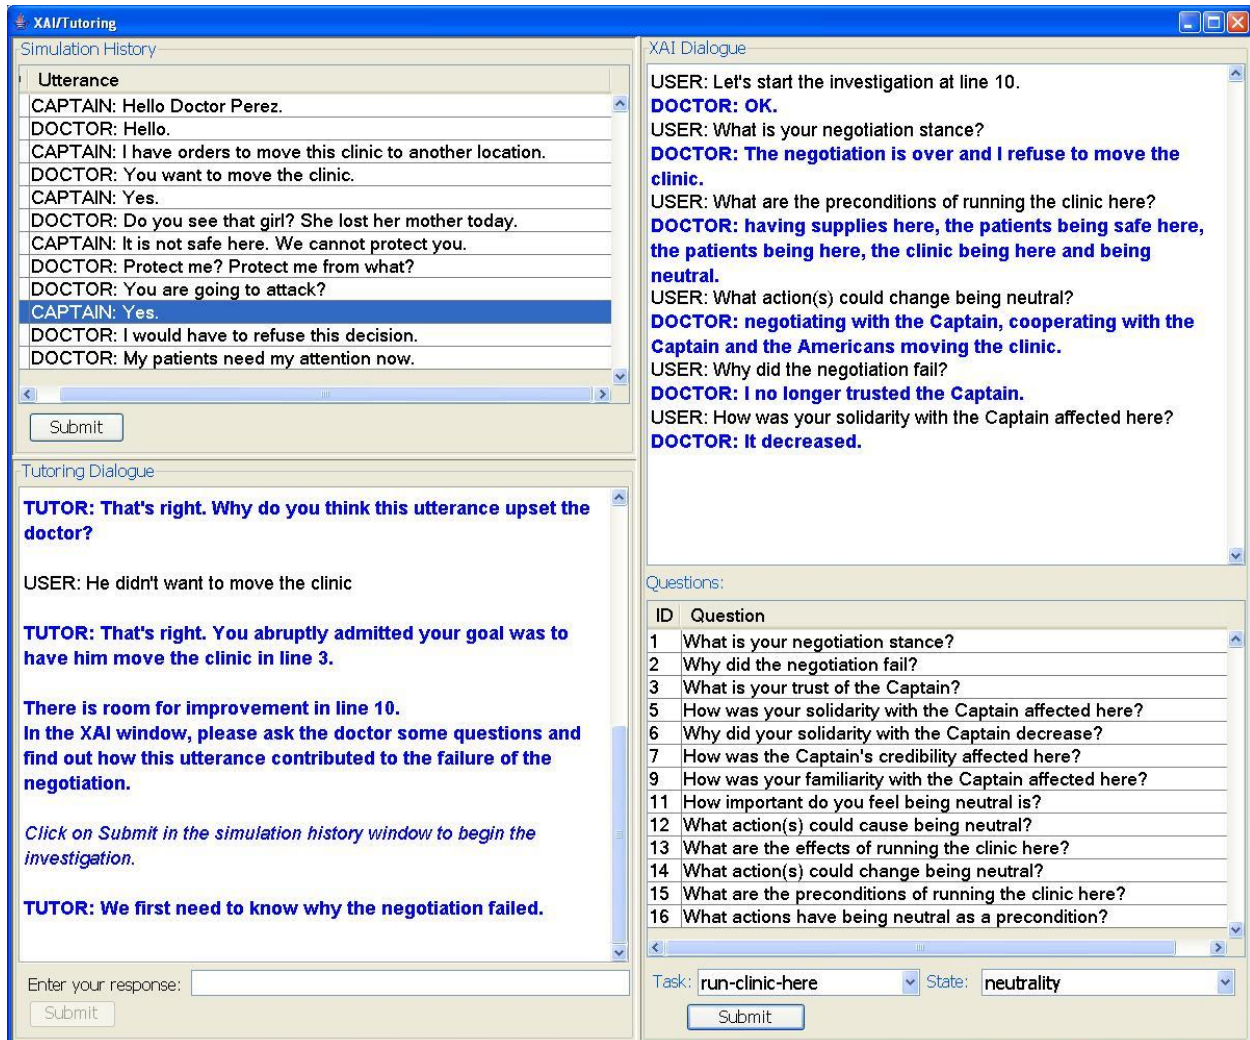 XAI/Tutoring
Simulation History
Utterance
CAPTAIN: Hello Doctor Perez.
DOCTOR: Hello.
CAPTAIN: I have orders to move this clinic to another location.
DOCTOR: You want to move the clinic.
CAPTAIN: Yes.
DOCTOR: Do you see that girl? She lost her mother today.
CAPTAIN: It is not safe here. We cannot protect you.
DOCTOR: Protect me? Protect me from what?
DOCTOR: You are going to attack?
CAPTAIN: Yes.
DOCTOR: I would have to refuse this decision.
DOCTOR: My patients need my attention now.
Submit
Tutoring Dialogue
TUTOR: That's right. Why do you think this utterance upset the
doctor?
USER: He didn't want to move the clinic
TUTOR: That's right. You abruptly admitted your goal was to
have him move the clinic in line 3.
There is room for improvement in line 10.
In the XAI window, please ask the doctor some questions and
find out how this utterance contributed to the failure of the
negotiation.
Click on Submit in the simulation history window to begin the
investigation.
TUTOR: We first need to know why the negotiation failed.
Enter your response:
Submit
XAI Dialogue
USER: Let's start the investigation at line 10.
DOCTOR: OK.
USER: What is your negotiation stance?
DOCTOR: The negotiation is over and I refuse to move the
clinic.
USER: What are the preconditions of running the clinic here?
DOCTOR: having supplies here, the patients being safe here,
the patients being here, the clinic being here and being
neutral.
USER: What action(s) could change being neutral?
DOCTOR: negotiating with the Captain, cooperating with the
Captain and the Americans moving the clinic.
USER: Why did the negotiation fail?
DOCTOR: I no longer trusted the Captain.
USER: How was your solidarity with the Captain affected here?
DOCTOR: It decreased.
Questions:
ID Question
1 What is your negotiation stance?
2 Why did the negotiation fail?
3 What is your trust of the Captain?
5 How was your solidarity with the Captain affected here?
6 Why did your solidarity with the Captain decrease?
7 How was the Captain's credibility affected here?
9 How was your familiarity with the Captain affected here?
11 How important do you feel being neutral is?
12 What action(s) could cause being neutral?
13 What are the effects of running the clinic here?
14 What action(s) could change being neutral?
15 What are the preconditions of running the clinic here?
16 What actions have being neutral as a precondition?
Task: run-clinic-here State: neutrality
Submit